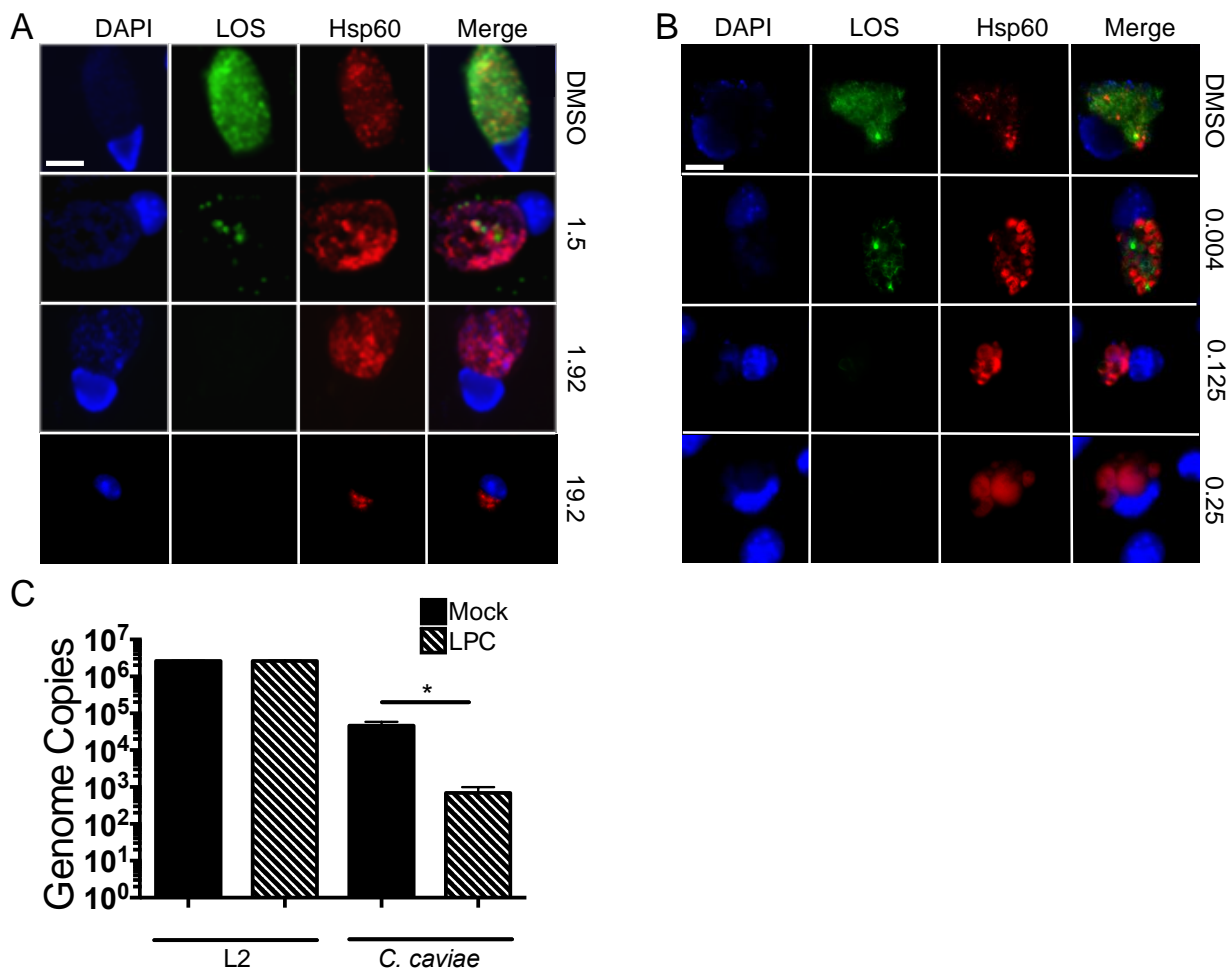 A
DAPI LOS Hsp60 Merge
DMSO
1.5
1.92
19.2
B
DAPI LOS Hsp60 Merge
DMSO
0.004
0.125
0.25
C
Mock
LPC
Genome Copies
10⁷
10⁶
10⁵
10⁴
10³
10²
10¹
10⁰
*
L2 C. caviae